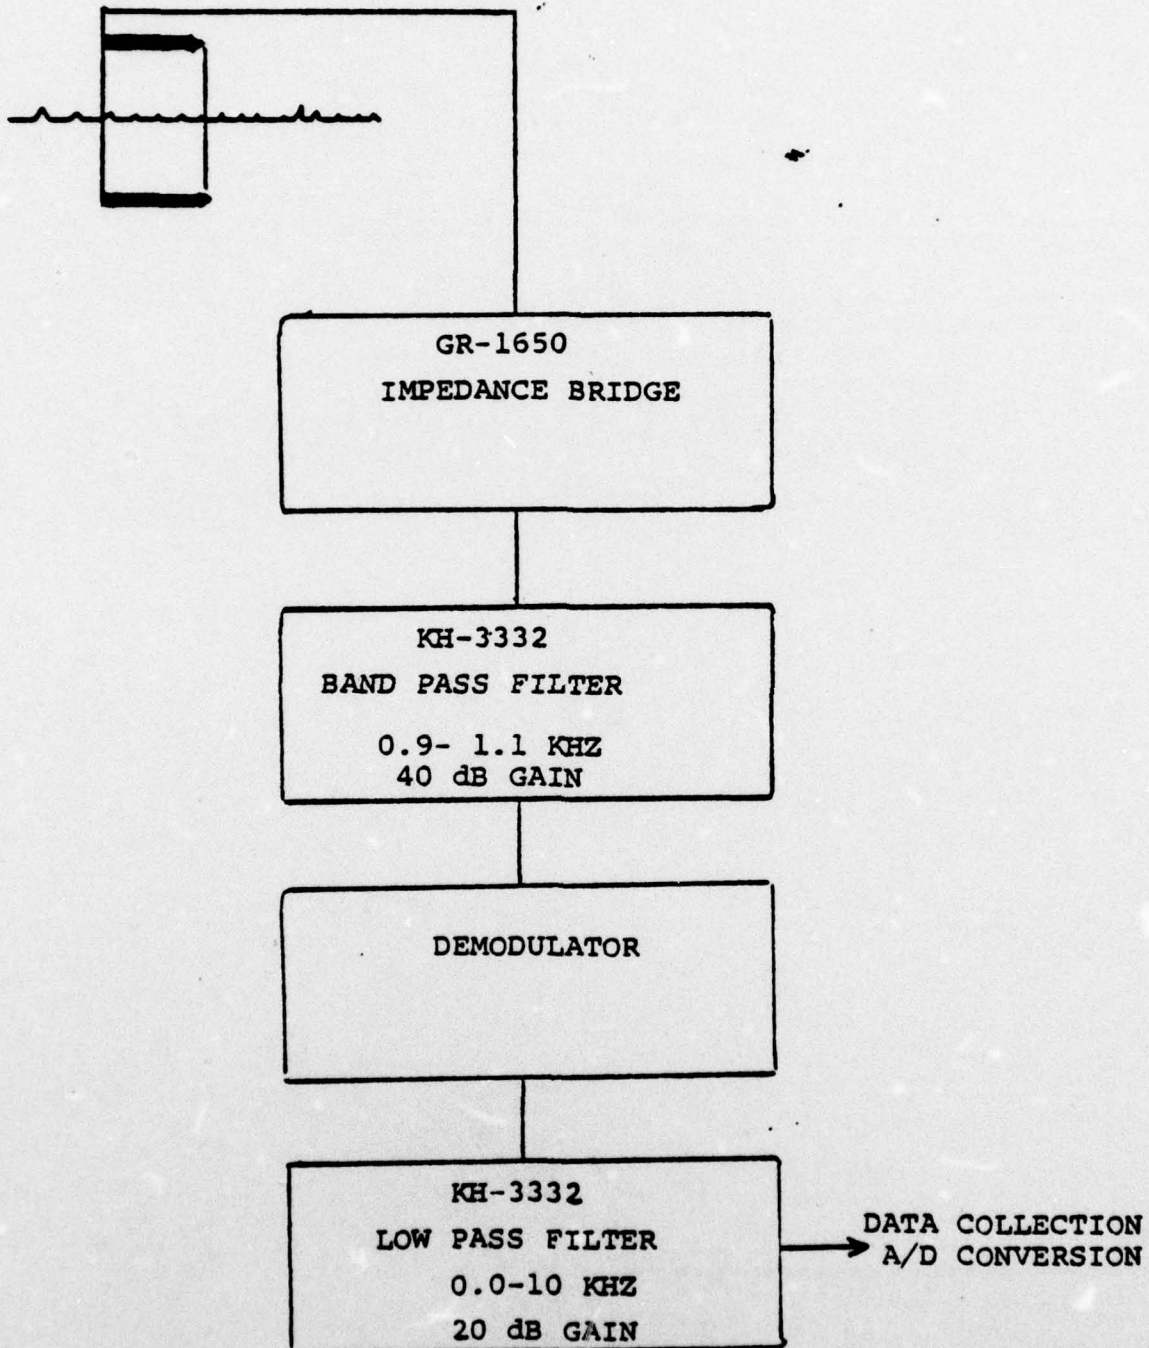 GR-1650
IMPEDANCE BRIDGE
KH-3332
BAND PASS FILTER
0.9- 1.1 KHZ
40 dB GAIN
DEMODULATOR
KH-3332
LOW PASS FILTER
0.0-10 KHZ
20 dB GAIN
DATA COLLECTION
A/D CONVERSION